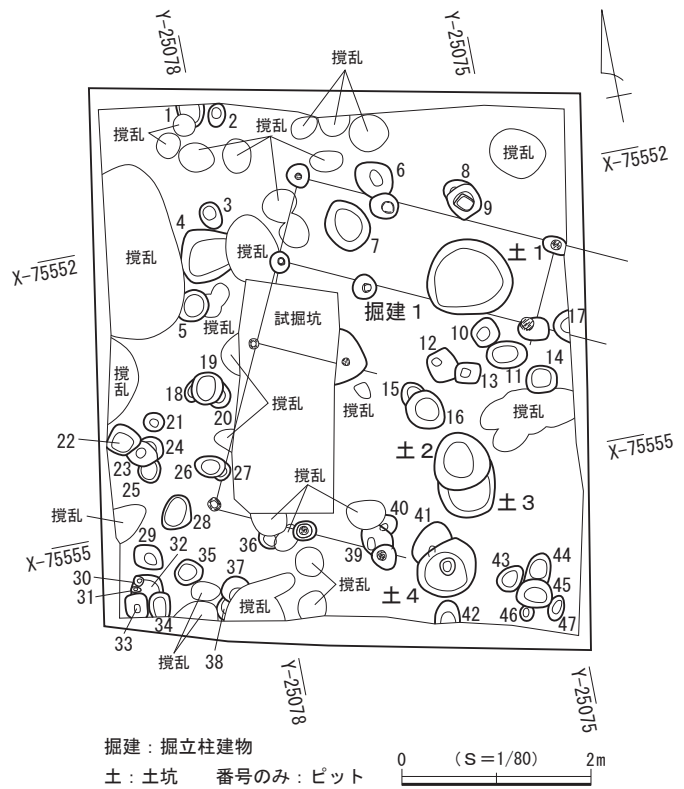 Y-25078
Y-25075
撹乱
1
2
撹乱
撹乱
撹乱
X-75552
6
8
9
3
4
7
土1
X-75552
撹乱
撹乱
掘建1
試掘坑
5
撹乱
10
17
12
11
14
13
撹乱
19
18
20
撹乱
撹乱
15
16
撹乱
21
22
24
23
25
26
27
土2
土3
X-75555
撹乱
撹乱
28
40
41
36
39
29
32
35
37
43
44
45
X-75555
30
31
33
34
撹乱
撹乱
土4
42
46
47
撹乱
38
Y-25078
Y-25075
掘建：掘立柱建物
土：土坑　番号のみ：ピット
0 （S＝1/80） 2m